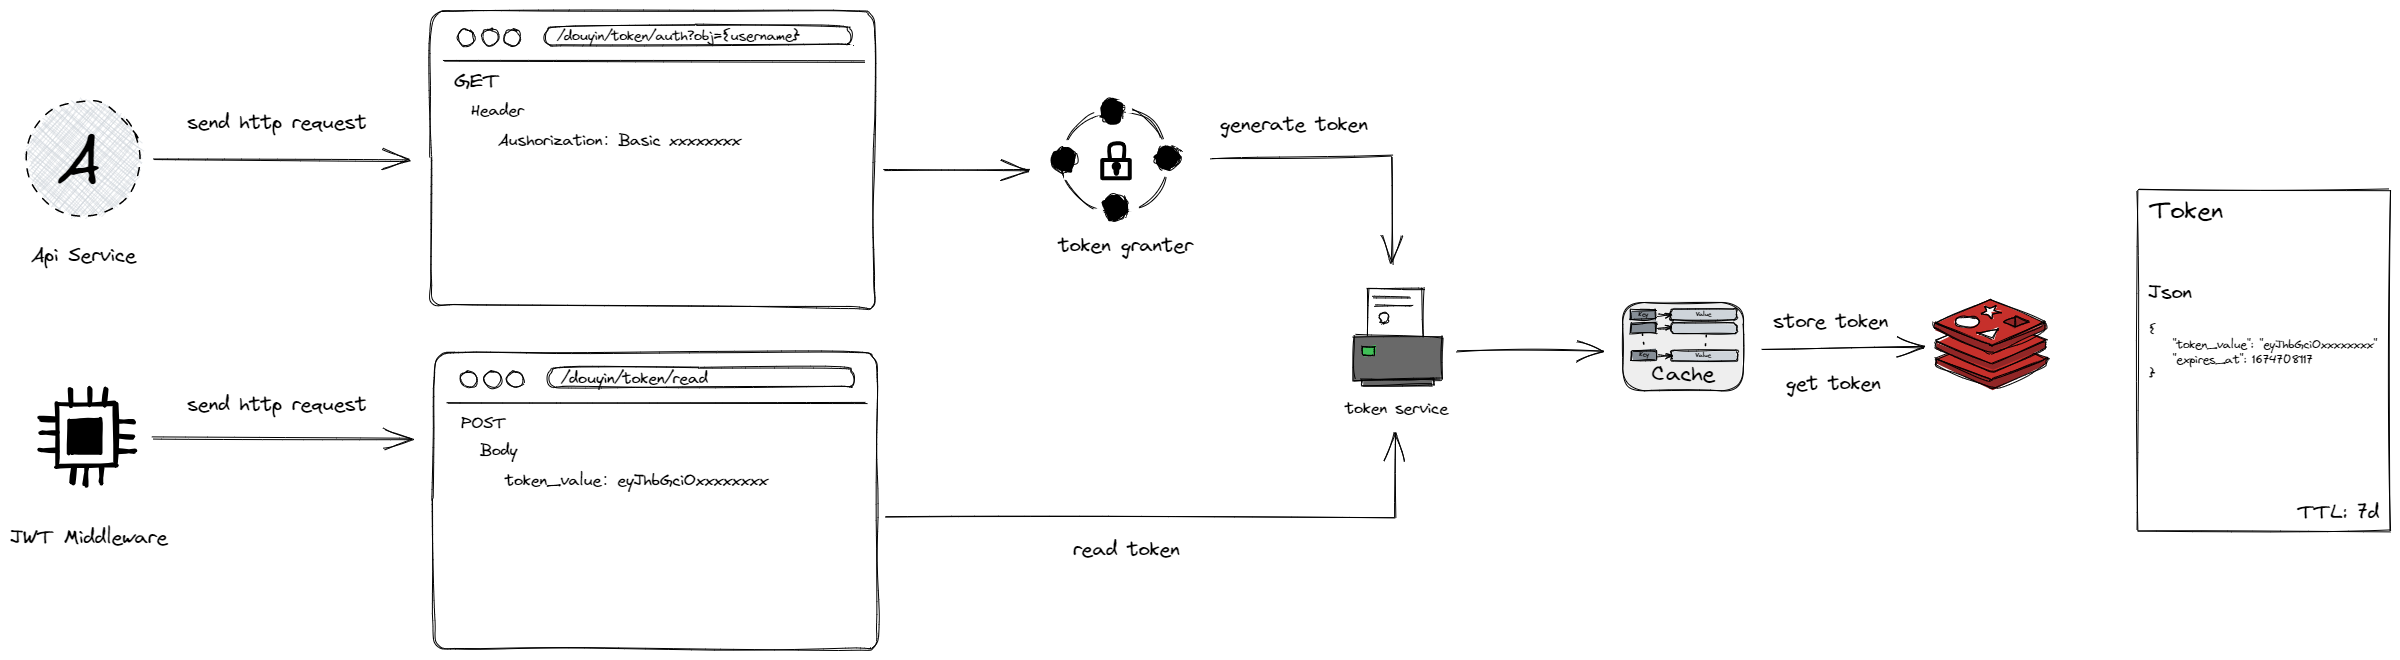 /douyin/token/auth?obj={username}
GET
Header
Aushorization: Basic xxxxxxxx
send http request
A
Api Service
token granter
generate token
/douyin/token/read
POST
Body
token_value: eyJhbGciOxxxxxxxx
send http request
JWT Middleware
read token
token service
Key
Value
Key
Value
Cache
store token
get token
Token
Json
{
"token_value": "eyJhbGciOxxxxxxxx"
"expires_at": 1674708117
}
TTL: 7d